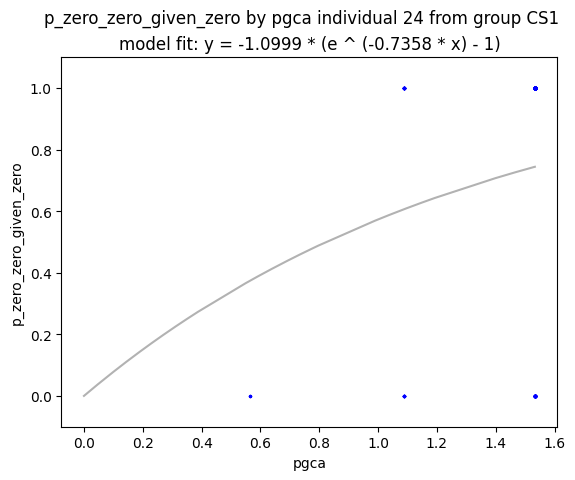 p_zero_zero_given_zero by pgca individual 24 from group CS1
model fit: y = -1.0999 * (e ^ (-0.7358 * x) - 1)
1.0
0.8
0.6
0.4
0.2
0.0
p_zero_zero_given_zero
0.0 0.2 0.4 0.6 0.8 1.0 1.2 1.4 1.6
pgca